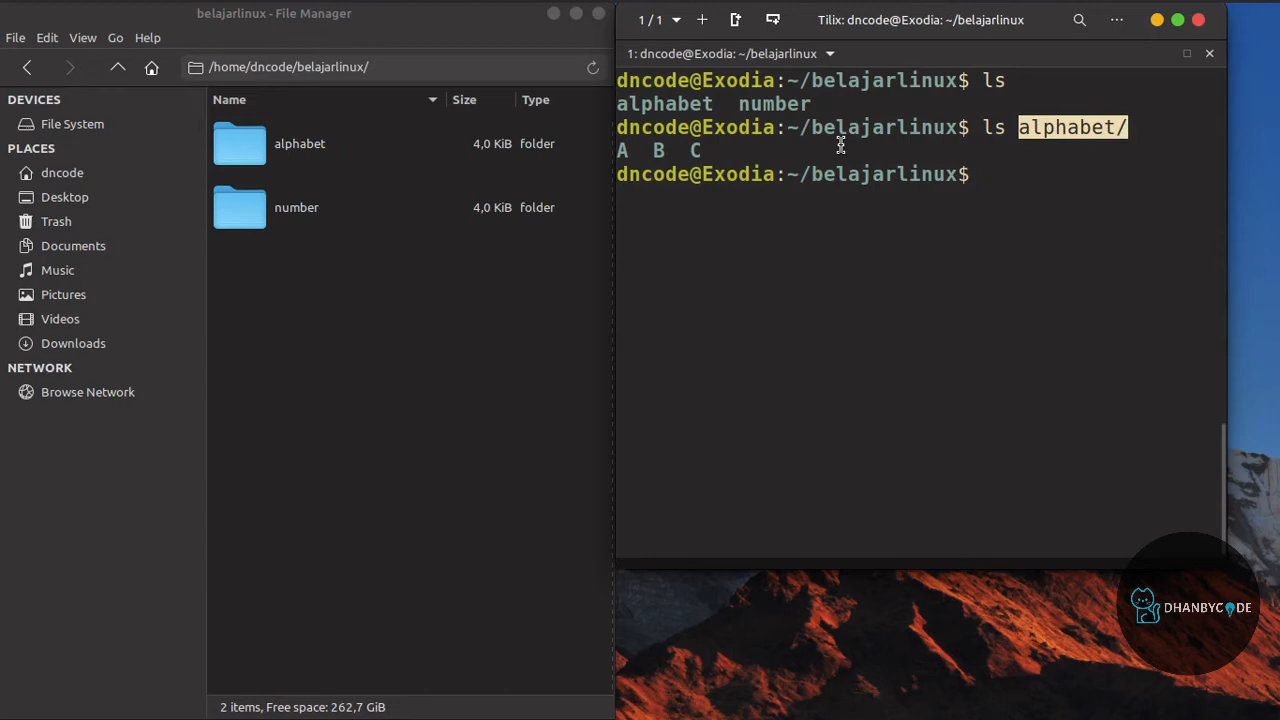 belajarlinux - File Manager
File Edit View Go Help
/home/dncode/belajarlinux/
DEVICES
File System
PLACES
dncode
Desktop
Trash
Documents
Music
Pictures
Videos
Downloads
NETWORK
Browse Network
Name Size Type
alphabet 4,0 KiB folder
number 4,0 KiB folder
2 items, Free space: 262,7 GiB
1 / 1 Tilix: dncode@Exodia: ~/belajarlinux
1: dncode@Exodia: ~/belajarlinux
dncode@Exodia:~/belajarlinux$ ls
alphabet number
dncode@Exodia:~/belajarlinux$ ls alphabet/
A B C
dncode@Exodia:~/belajarlinux$
DHANBYCODE